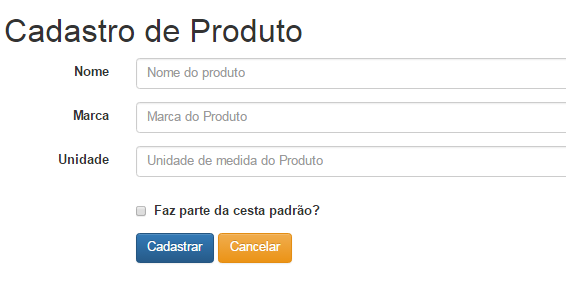 Cadastro de Produto
Nome Nome do produto
Marca Marca do Produto
Unidade Unidade de medida do Produto
Faz parte da cesta padrão?
Cadastrar Cancelar